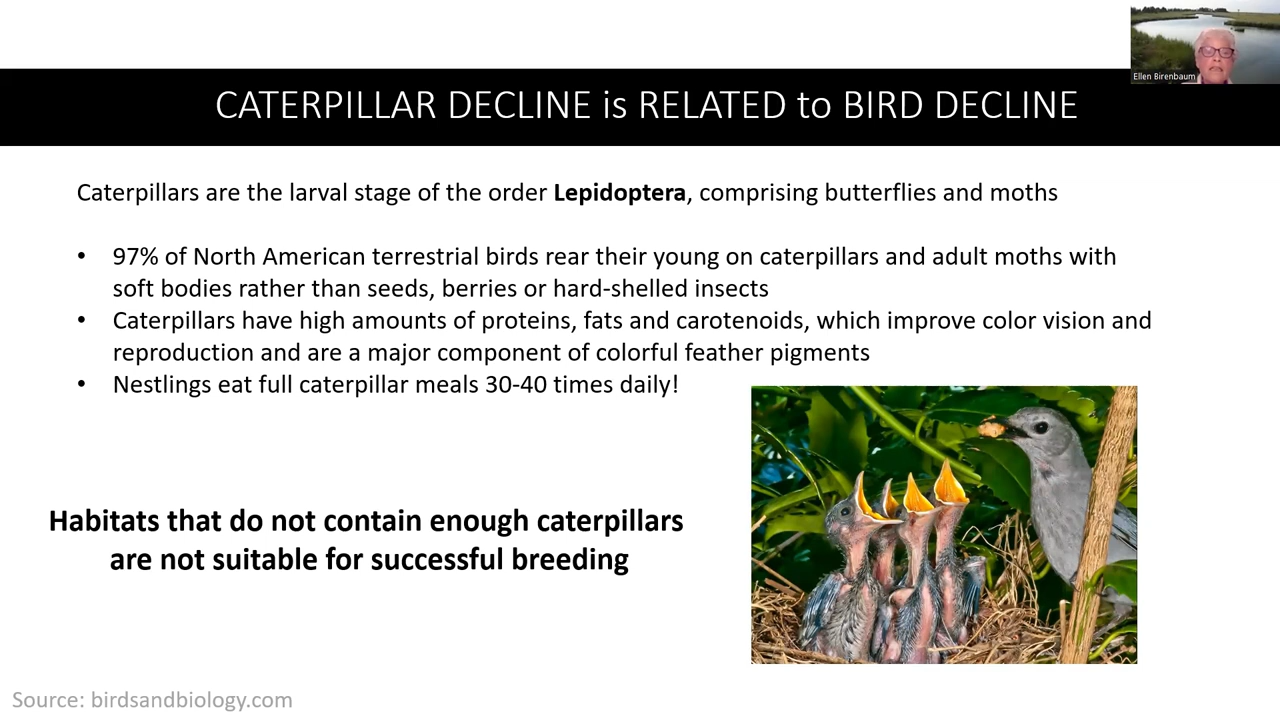 Ellen Birenbaum
CATERPILLAR DECLINE is RELATED to BIRD DECLINE
Caterpillars are the larval stage of the order Lepidoptera, comprising butterflies and moths
• 97% of North American terrestrial birds rear their young on caterpillars and adult moths with
soft bodies rather than seeds, berries or hard-shelled insects
• Caterpillars have high amounts of proteins, fats and carotenoids, which improve color vision and
reproduction and are a major component of colorful feather pigments
• Nestlings eat full caterpillar meals 30-40 times daily!
Habitats that do not contain enough caterpillars
are not suitable for successful breeding
Source: birdsandbiology.com